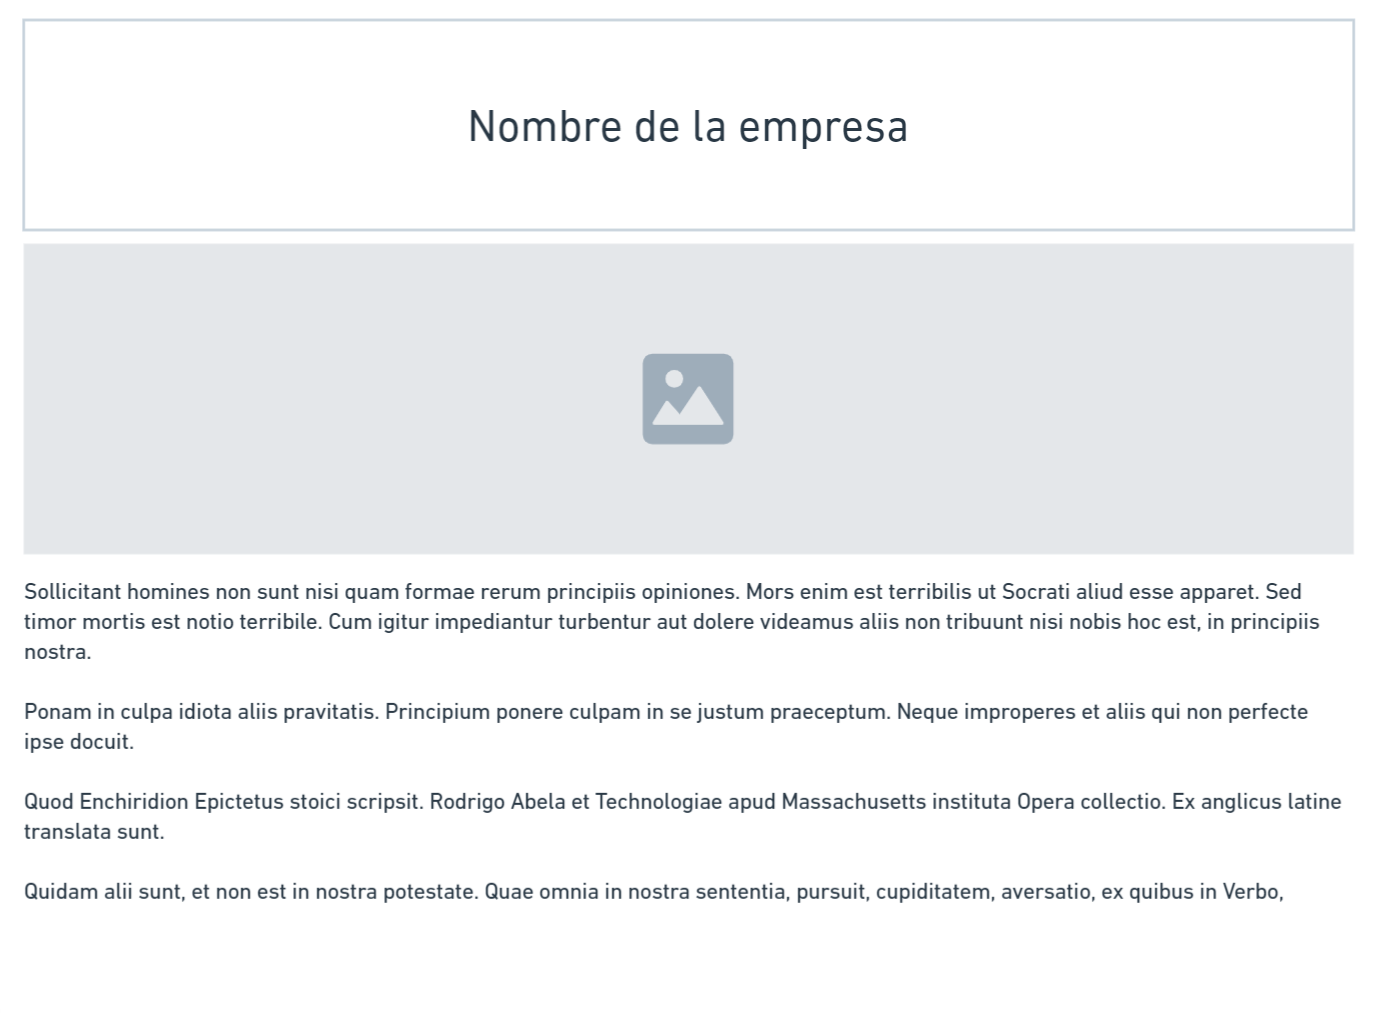 Nombre de la empresa
Sollicitant homines non sunt nisi quam formae rerum principiis opiniones. Mors enim est terribilis ut Socrati aliud esse apparet. Sed
timor mortis est notio terribile. Cum igitur impediantur turbentur aut dolere videamus aliis non tribuunt nisi nobis hoc est, in principiis
nostra.
Ponam in culpa idiota aliis pravitatis. Principium ponere culpam in se justum praeceptum. Neque improperes et aliis qui non perfecte
ipse docuit.
Quod Enchiridion Epictetus stoici scripsit. Rodrigo Abela et Technologiae apud Massachusetts instituta Opera collectio. Ex anglicus latine
translata sunt.
Quidam alii sunt, et non est in nostra potestate. Quae omnia in nostra sententia, pursuit, cupiditatem, aversatio, ex quibus in Verbo,